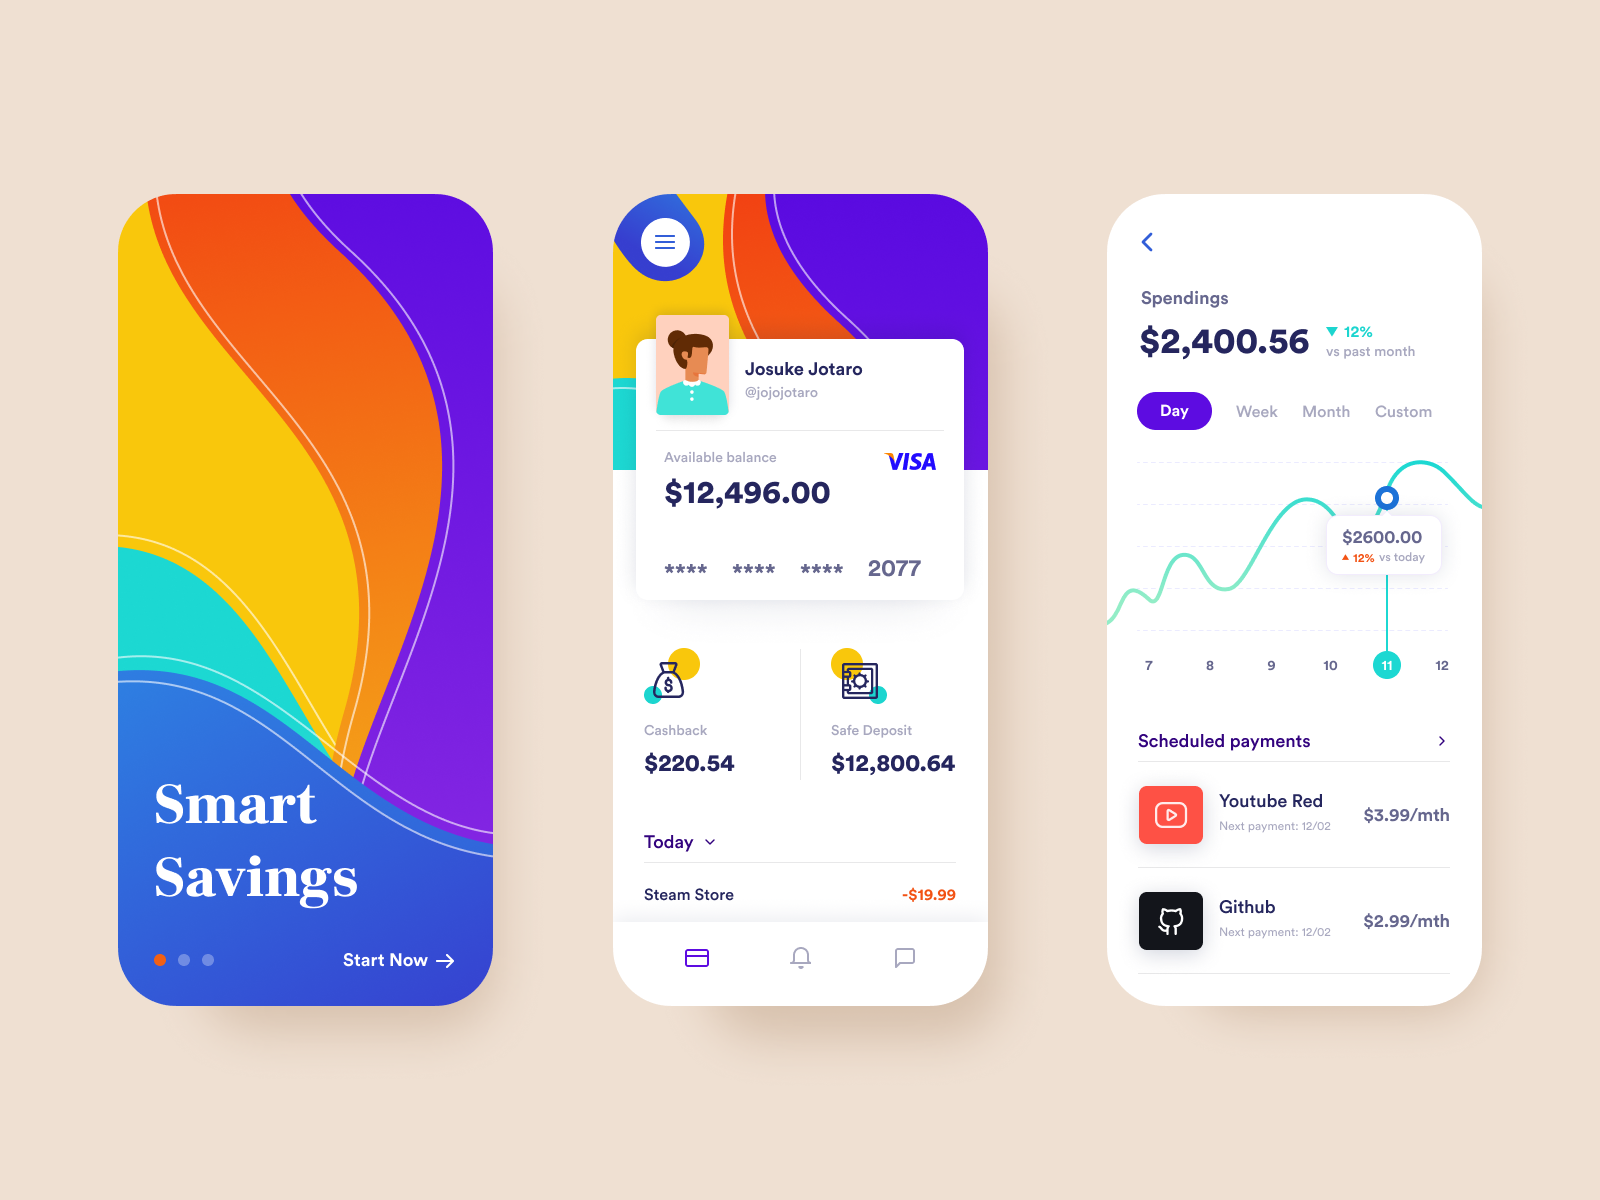 Smart
Savings
Start Now
Josuke Jotaro
@jojojotaro
Available balance
VISA
$12,496.00
**** **** **** 2077
$
Cashback
$220.54
Safe Deposit
$12,800.64
Today
Steam Store -$19.99
Spendings
$2,400.56
12%
vs past month
Day Week Month Custom
$2600.00
12% vs today
7 8 9 10 11 12
Scheduled payments
Youtube Red
Next payment: 12/02
$3.99/mth
Github
Next payment: 12/02
$2.99/mth